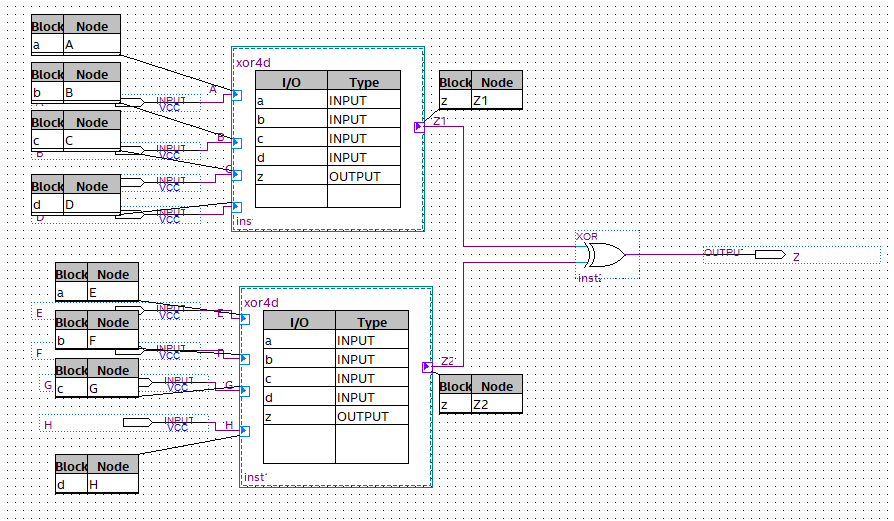 Block Node
a A
Block Node
b B
A INPUT VCC
Block Node
c C
B INPUT VCC
INPUT VCC
Block Node
d D
D INPUT VCC
A
B
C
xor4d
I/O Type
a INPUT
b INPUT
c INPUT
d INPUT
z OUTPUT
ins
Block Node
z Z1
Z1
XOR
inst
OUTPUT Z
Block Node
a E
E INPUT VCC E
Block Node
b F
F INPUT VCC F
Block Node
c G
G INPUT VCC G
H INPUT VCC H
Block Node
d H
xor4d
I/O Type
a INPUT
b INPUT
c INPUT
d INPUT
z OUTPUT
inst
Z2
Block Node
z Z2